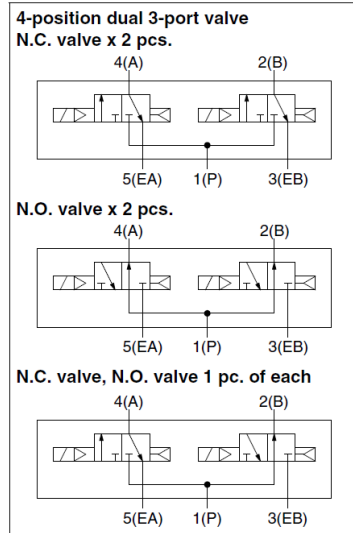 4-position dual 3-port valve
N.C. valve x 2 pcs.
4(A) 2(B)
5(EA) 1(P) 3(EB)
N.O. valve x 2 pcs.
4(A) 2(B)
5(EA) 1(P) 3(EB)
N.C. valve, N.O. valve 1 pc. of each
4(A) 2(B)
5(EA) 1(P) 3(EB)